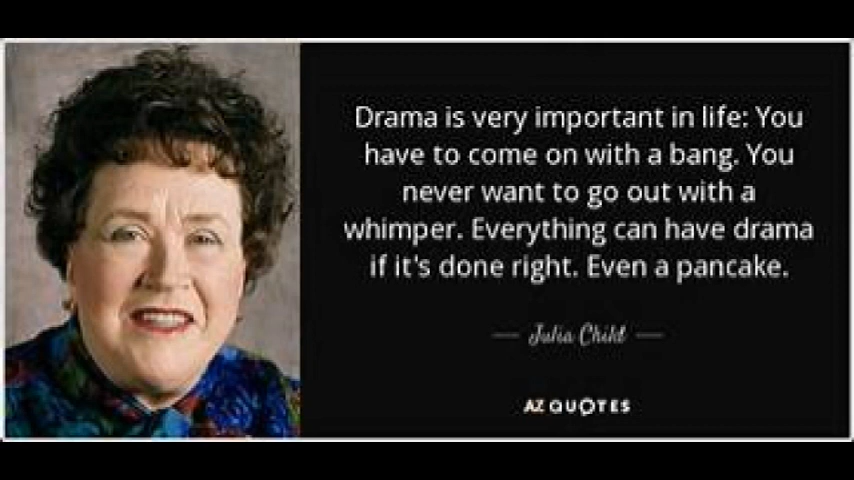 Drama is very important in life: You
have to come on with a bang. You
never want to go out with a
whimper. Everything can have drama
if it's done right. Even a pancake.
Julia Child
AZ QUOTES